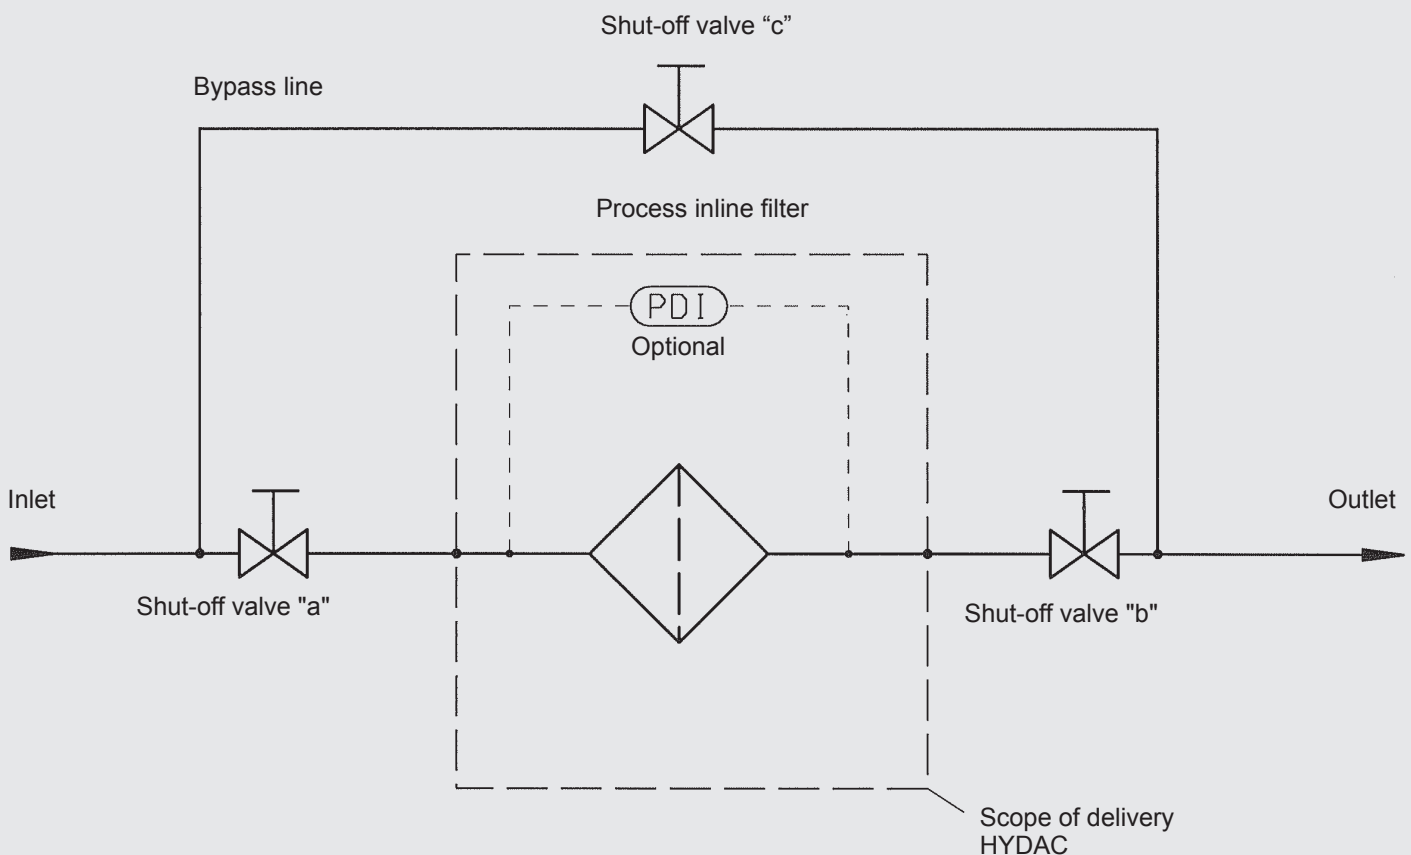 Shut-off valve “c”
Bypass line
Process inline filter
PDI
Optional
Inlet
Outlet
Shut-off valve "a"
Shut-off valve "b"
Scope of delivery
HYDAC